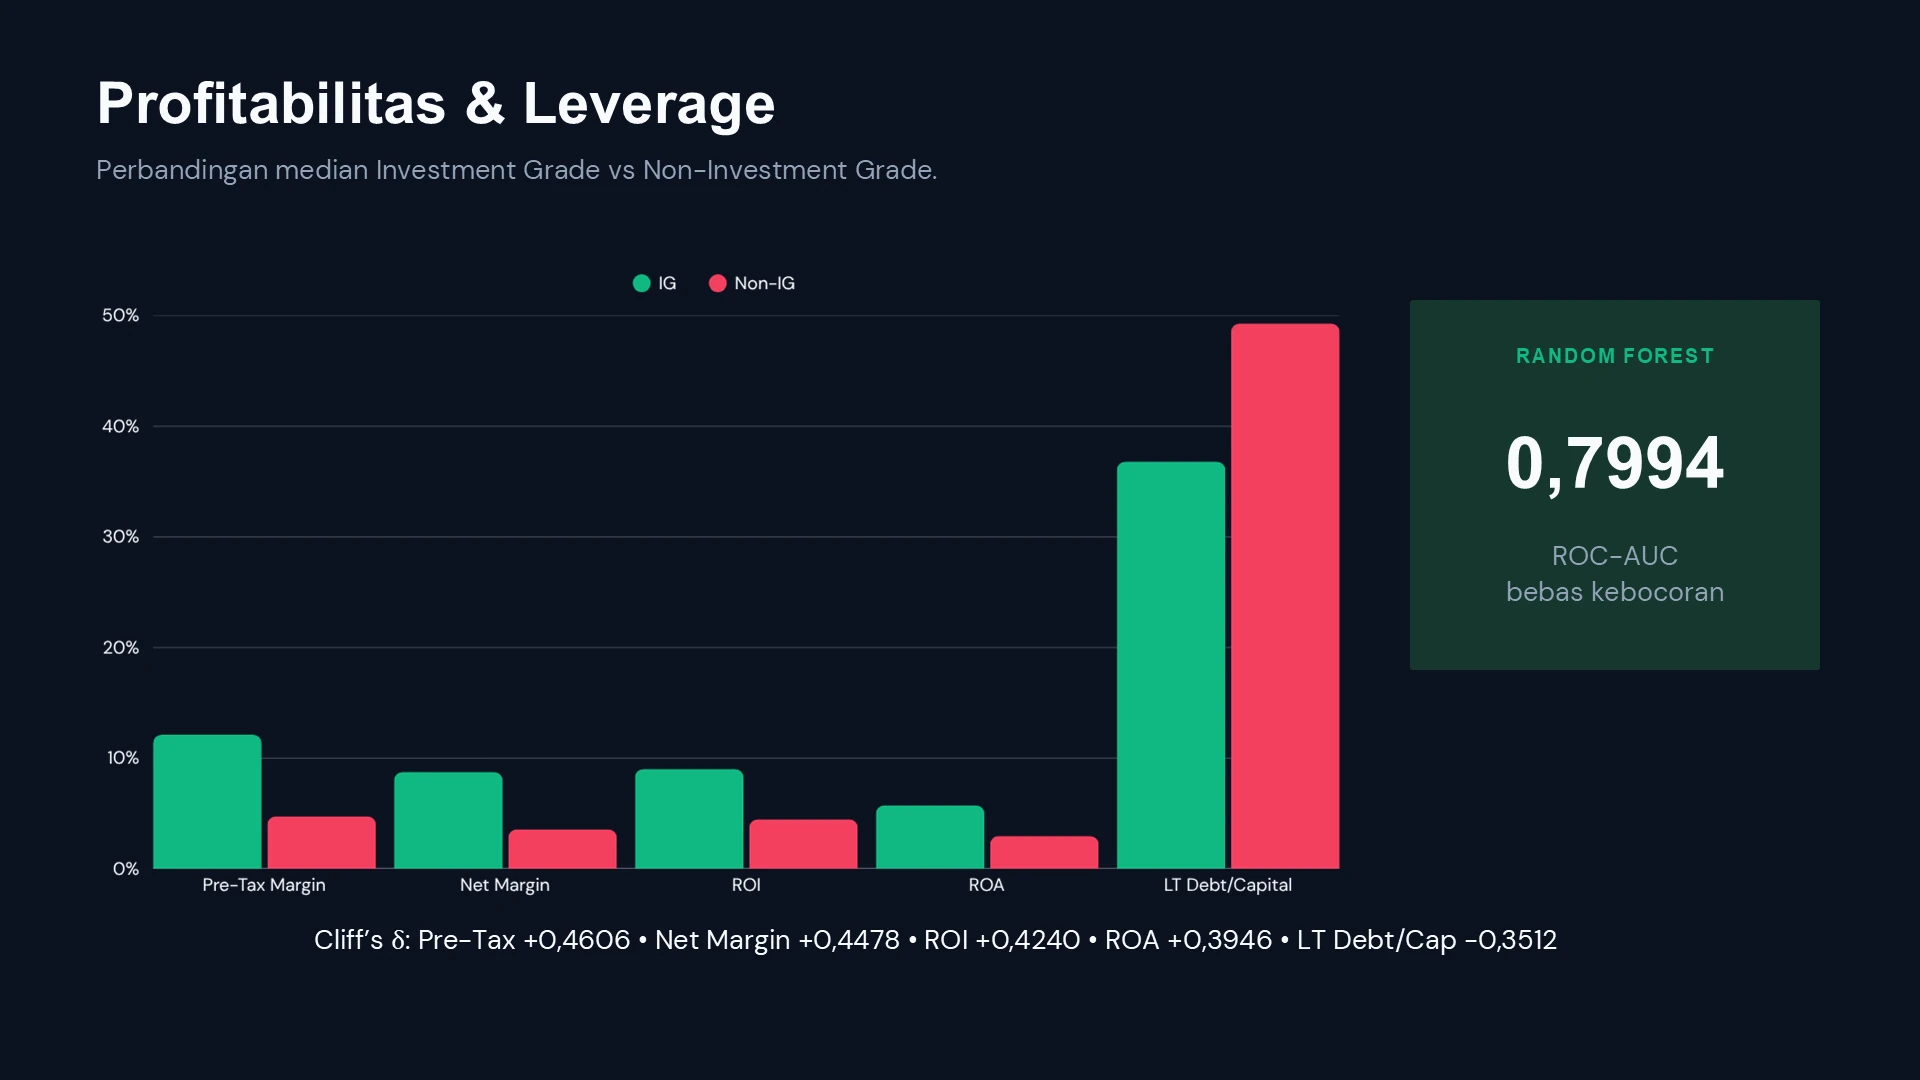 Profitabilitas & Leverage
Perbandingan median Investment Grade vs Non-Investment Grade.
IG
Non-IG
50%
40%
30%
20%
10%
0%
Pre-Tax Margin
Net Margin
ROI
ROA
LT Debt/Capital
Cliff’s δ: Pre-Tax +0,4606 • Net Margin +0,4478 • ROI +0,4240 • ROA +0,3946 • LT Debt/Cap -0,3512
RANDOM FOREST
0,7994
ROC-AUC
bebas kebocoran